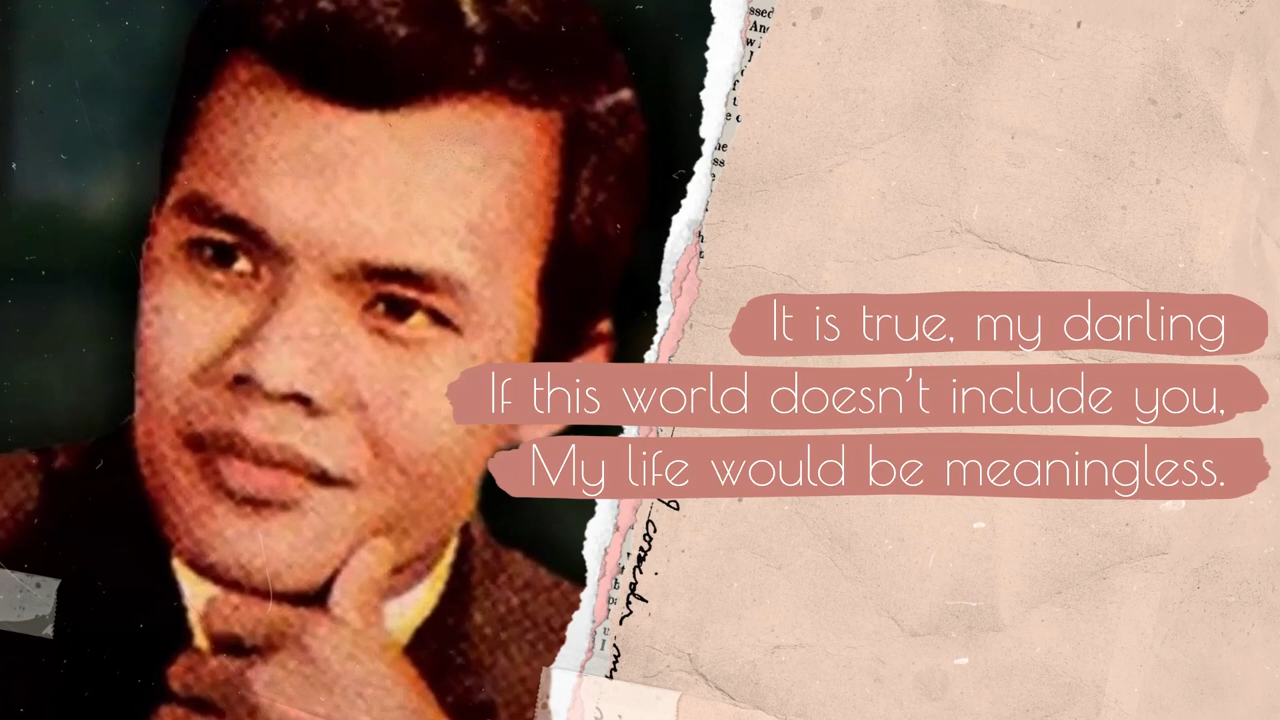 It is true, my darling
If this world doesn't include you,
My life would be meaningless.